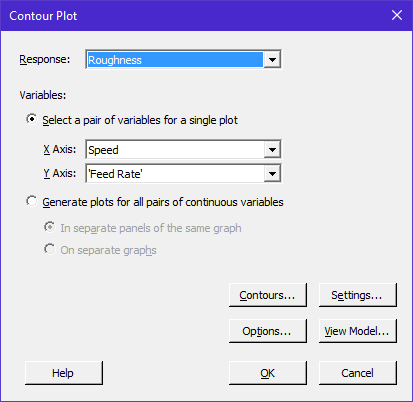 Contour Plot
Response: Roughness
Variables:
Select a pair of variables for a single plot
X Axis: Speed
Y Axis: 'Feed Rate'
Generate plots for all pairs of continuous variables
In separate panels of the same graph
On separate graphs
Contours... Settings...
Options... View Model...
Help OK Cancel